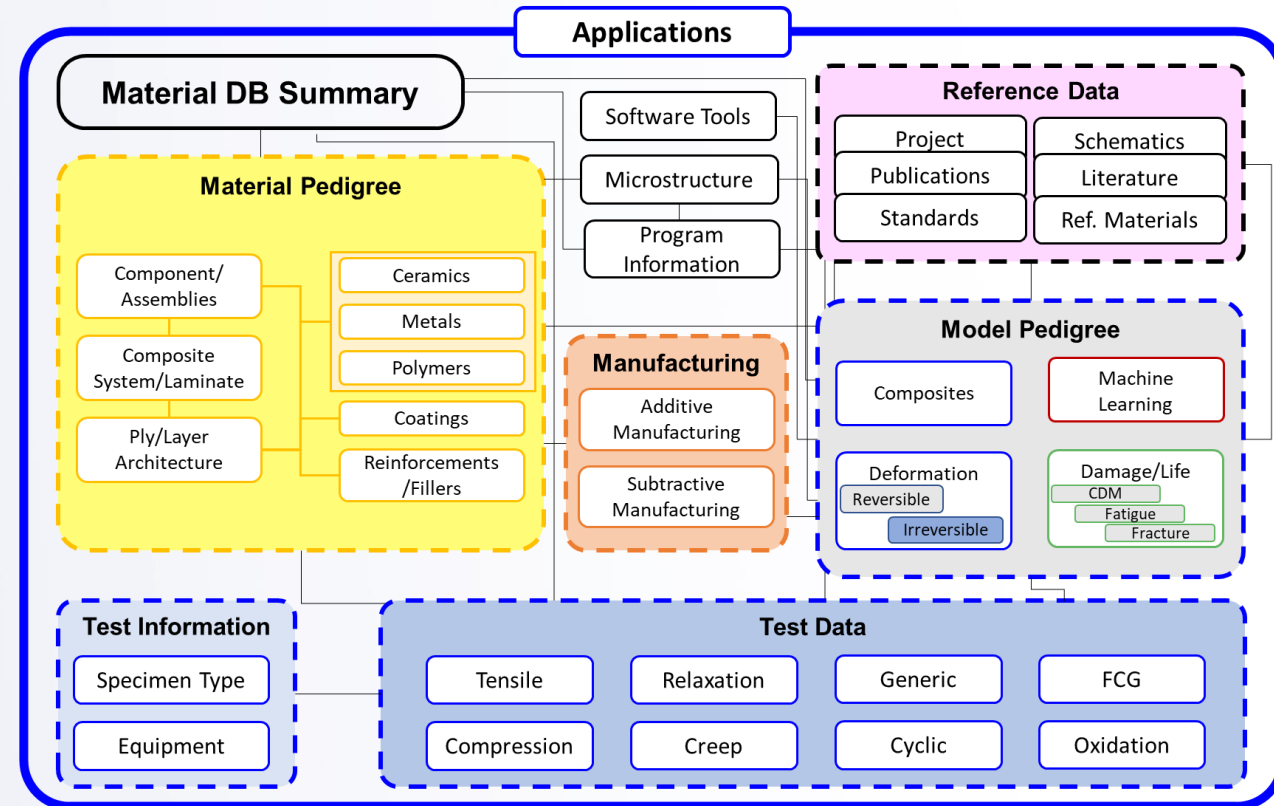 Applications
Material DB Summary
Software Tools
Microstructure
Program
Information
Reference Data
Project
Publications
Standards
Schematics
Literature
Ref. Materials
Material Pedigree
Component/
Assemblies
Composite
System/Laminate
Ply/Layer
Architecture
Ceramics
Metals
Polymers
Coatings
Reinforcements
/Fillers
Manufacturing
Additive
Manufacturing
Subtractive
Manufacturing
Model Pedigree
Composites
Machine
Learning
Deformation
Reversible
Irreversible
Damage/Life
CDM
Fatigue
Fracture
Test Information
Specimen Type
Equipment
Test Data
Tensile
Relaxation
Generic
FCG
Compression
Creep
Cyclic
Oxidation